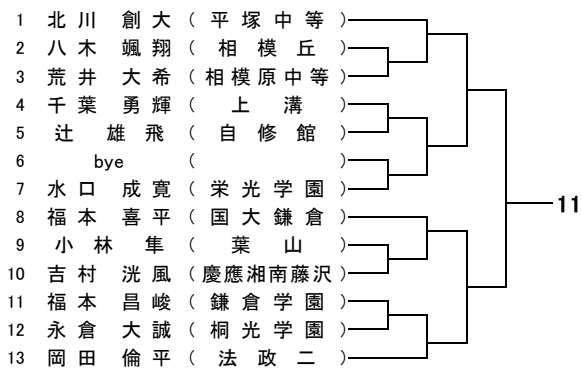 1 北川 創大 ( 平塚中等 )
2 八木 颯翔 ( 相模丘 )
3 荒井 大希 ( 相模原中等 )
4 千葉 勇輝 ( 上溝 )
5 辻 雄飛 ( 自修館 )
6 bye ( )
7 水口 成寛 ( 栄光学園 )
8 福本 喜平 ( 国大鎌倉 )
9 小林 隼 ( 葉山 )
10 吉村 洸風 ( 慶應湘南藤沢 )
11 福本 昌峻 ( 鎌倉学園 )
12 永倉 大誠 ( 桐光学園 )
13 岡田 倫平 ( 法政二 )
11